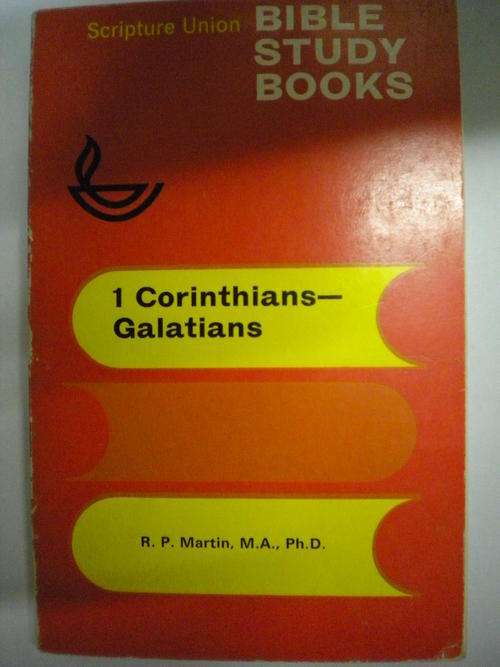 Scripture Union
BIBLE
STUDY
BOOKS
1 Corinthians—
Galatians
R. P. Martin, M.A., Ph.D.